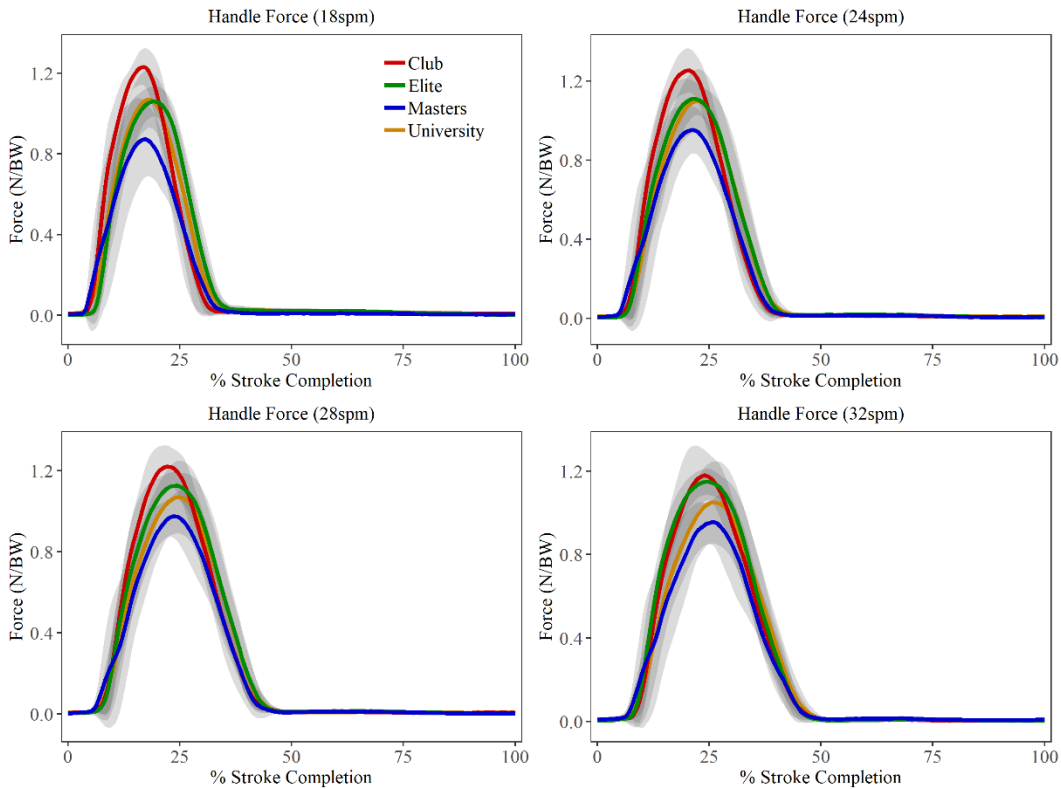 Handle Force (18spm)
Force (N/BW)
1.2
0.8
0.4
0.0
Club
Elite
Masters
University
0
25
50
75
100
% Stroke Completion
Handle Force (24spm)
Force (N/BW)
1.2
0.8
0.4
0.0
0
25
50
75
100
% Stroke Completion
Handle Force (28spm)
Force (N/BW)
1.2
0.8
0.4
0.0
0
25
50
75
100
% Stroke Completion
Handle Force (32spm)
Force (N/BW)
1.2
0.8
0.4
0.0
0
25
50
75
100
% Stroke Completion